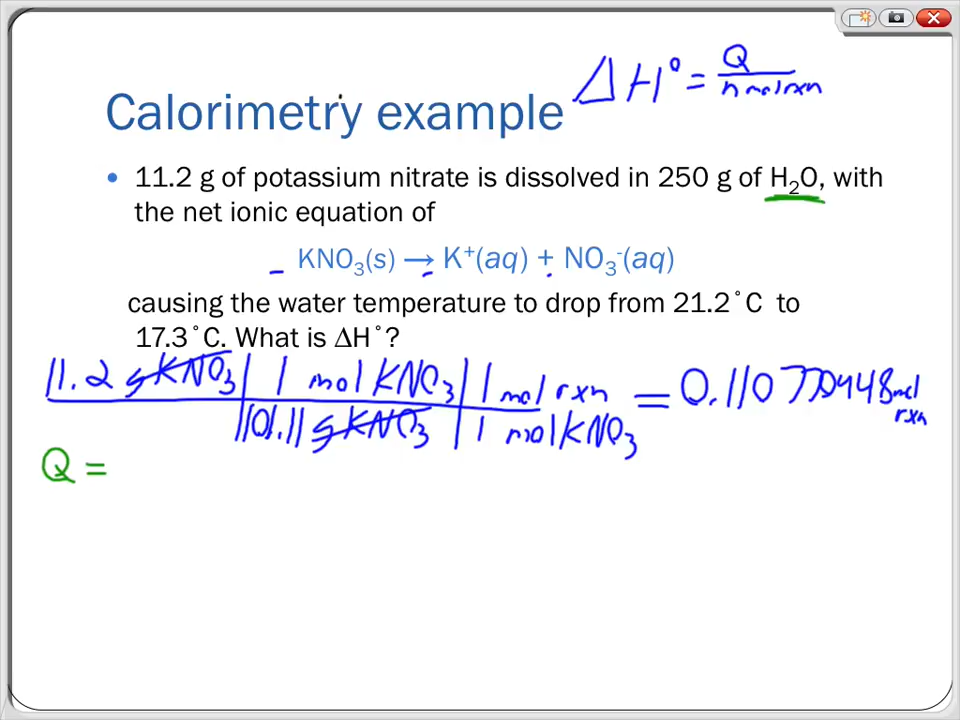 ΔH° = Q / n mol rxn
Calorimetry example
• 11.2 g of potassium nitrate is dissolved in 250 g of H₂O, with
the net ionic equation of
KNO₃(s) → K⁺(aq) + NO₃⁻(aq)
causing the water temperature to drop from 21.2˚C to
17.3˚C. What is ΔH˚?
11.2 g KNO₃ | 1 mol KNO₃ | 1 mol rxn = 0.110770448 mol rxn
101.11 g KNO₃ | 1 mol KNO₃
Q =